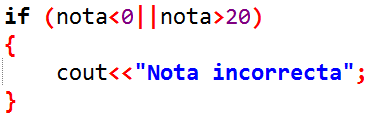 if (nota<0||nota>20)
{
    cout<<"Nota incorrecta";
}